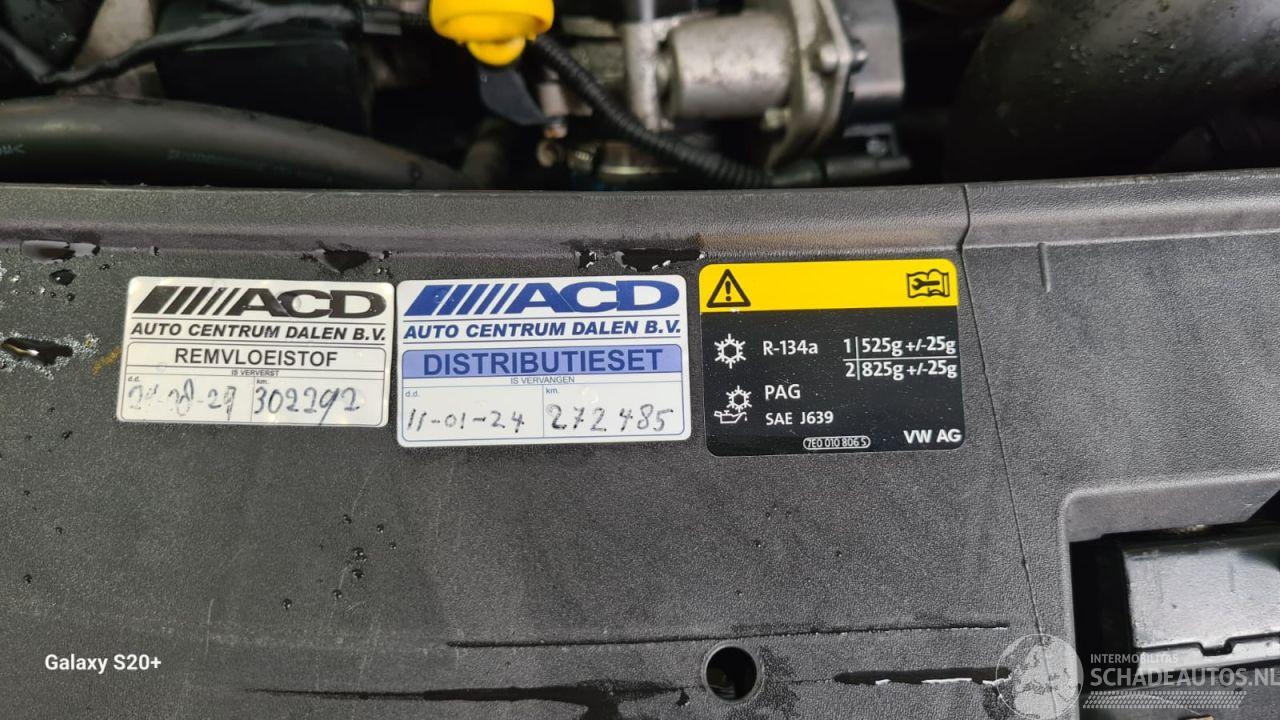 ACD
AUTO CENTRUM DALEN B.V.
REMVLOEISTOF
IS VERVERST
d.d.
km.
302292
ACD
AUTO CENTRUM DALEN B.V.
DISTRIBUTIESET
IS VERVANGEN
d.d.
km.
11-01-24
272485
R-134a 1 525g +/-25g
2 825g +/-25g
PAG
SAE J639
7E0 010 806 S
VW AG
Galaxy S20+
INTERMOBILITAS
SCHADEAUTOS.NL